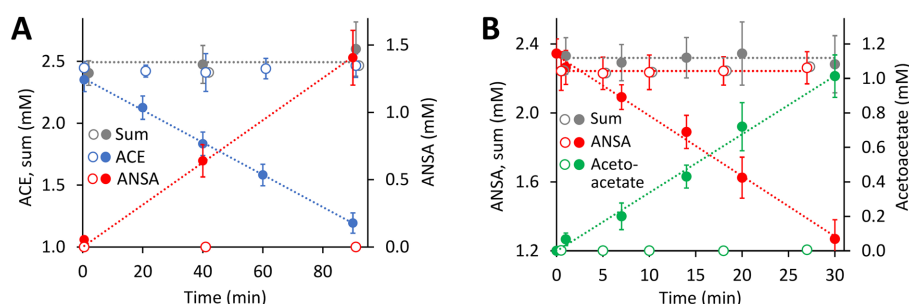 A
2.5
2.0
1.5
1.0
ACE, sum (mM)
Sum
ACE
ANSA
1.5
1.0
0.5
0.0
ANSA (mM)
0
20
40
60
80
Time (min)
B
2.4
2.0
1.6
1.2
ANSA, sum (mM)
Sum
ANSA
Aceto-
acetate
1.2
1.0
0.8
0.6
0.4
0.2
0.0
Acetoacetate (mM)
0
5
10
15
20
25
30
Time (min)